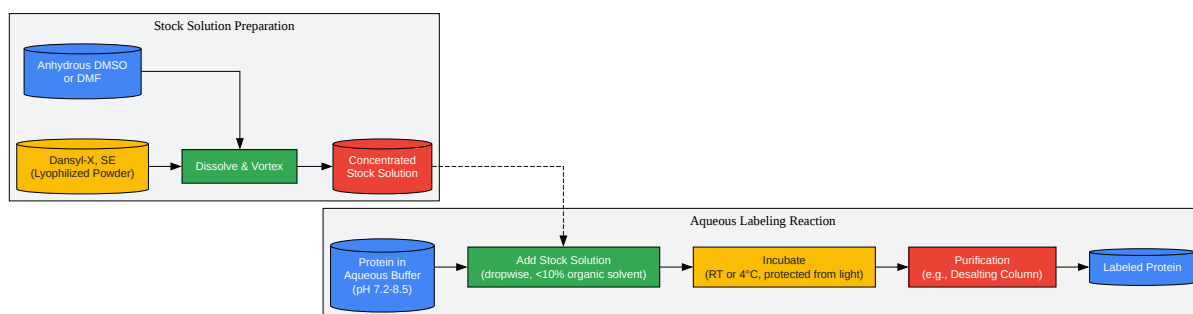 Stock Solution Preparation
Anhydrous DMSO
or DMF
Dansyl-X, SE
(Lyophilized Powder)
Dissolve & Vortex
Concentrated
Stock Solution
Aqueous Labeling Reaction
Protein in
Aqueous Buffer
(pH 7.2-8.5)
Add Stock Solution
(dropwise, <10% organic solvent)
Incubate
(RT or 4°C, protected from light)
Purification
(e.g., Desalting Column)
Labeled Protein